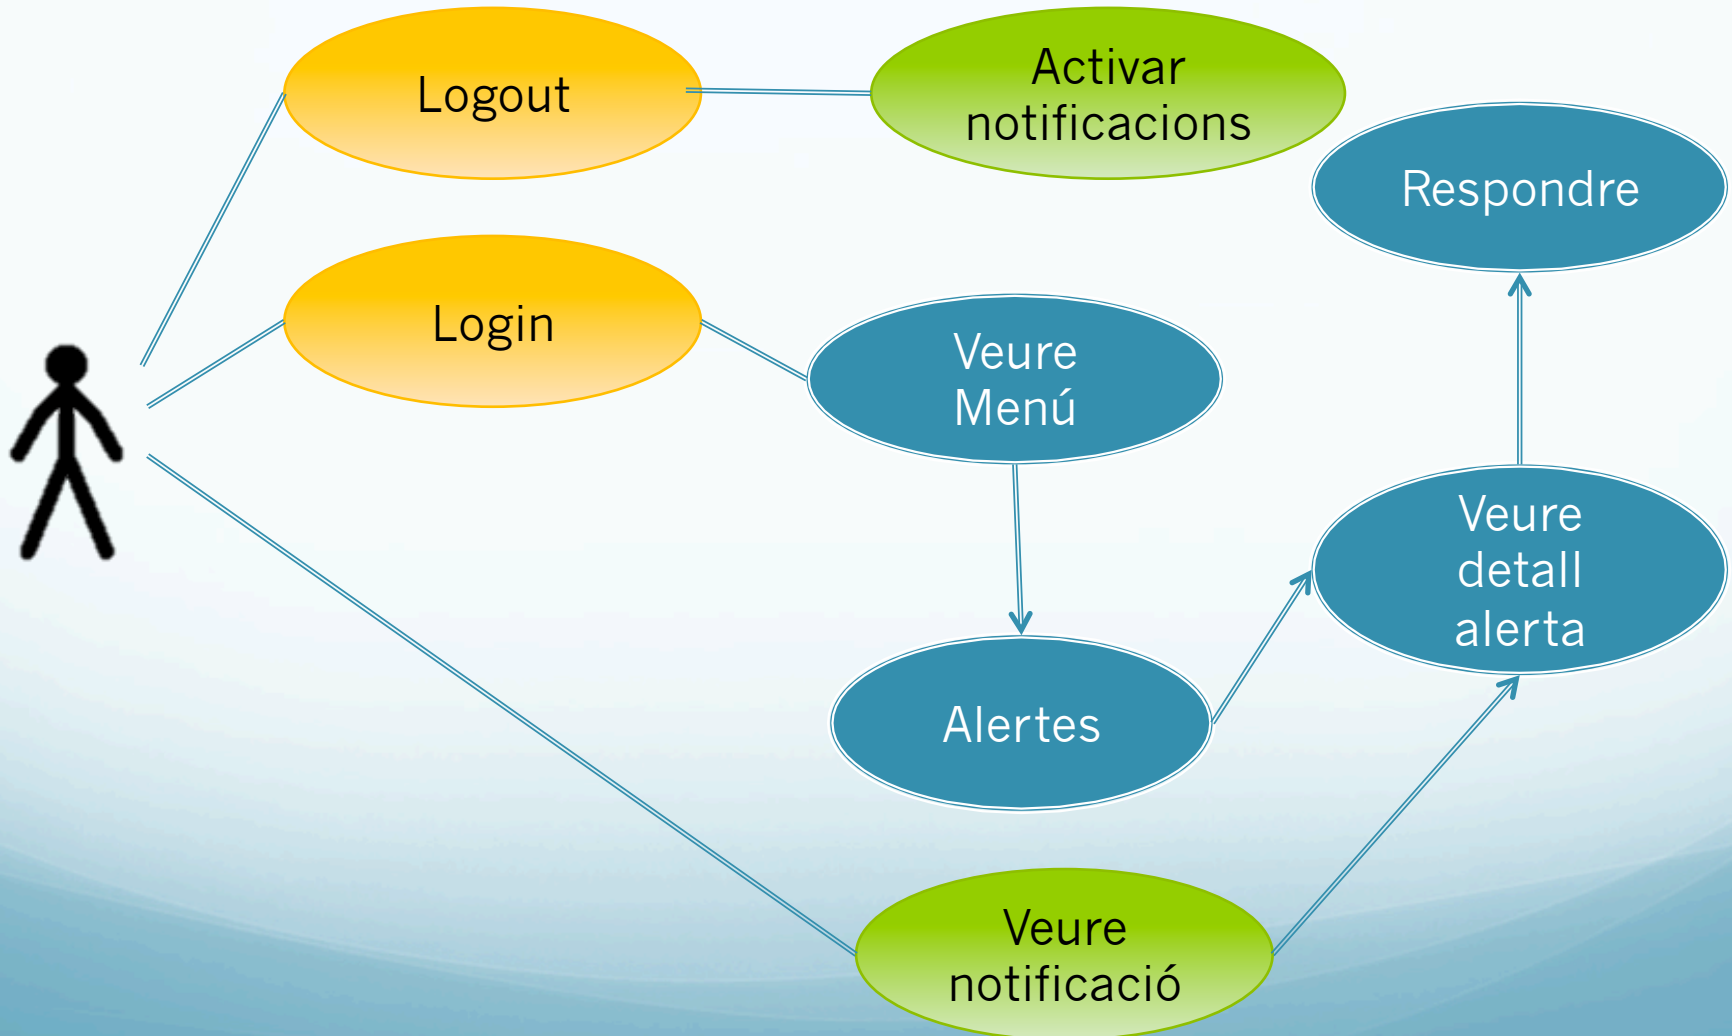 Logout
Activar
notificacions
Respondre
Login
Veure
Menú
Veure
detall
alerta
Alertes
Veure
notificació